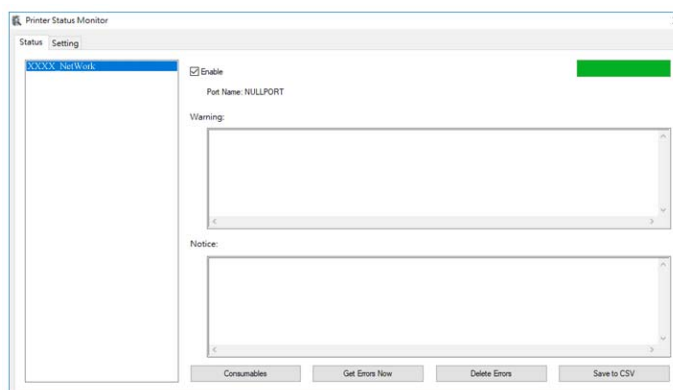 Printer Status Monitor
Status Setting
XXXX NetWork
Enable
Port Name: NULLPORT
Warning:
Notice:
Consumables Get Errors Now Delete Errors Save to CSV